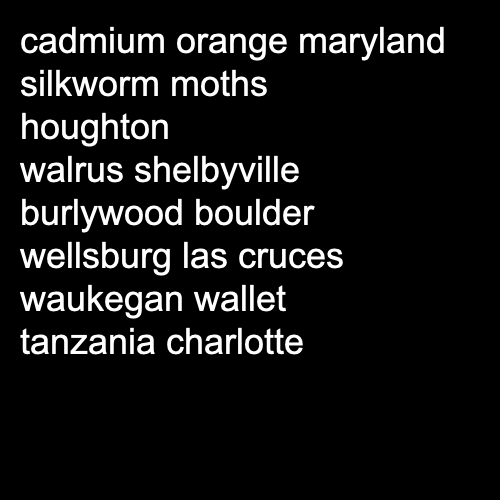 cadmium orange maryland
silkworm moths
houghton
walrus shelbyville
burlywood boulder
wellsburg las cruces
waukegan wallet
tanzania charlotte